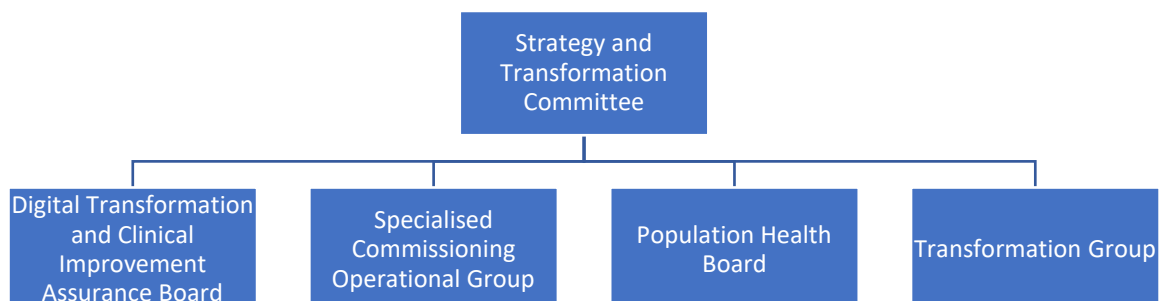 Strategy and
Transformation
Committee
Digital Transformation
and Clinical
Improvement
Assurance Board
Specialised
Commissioning
Operational Group
Population Health
Board
Transformation Group